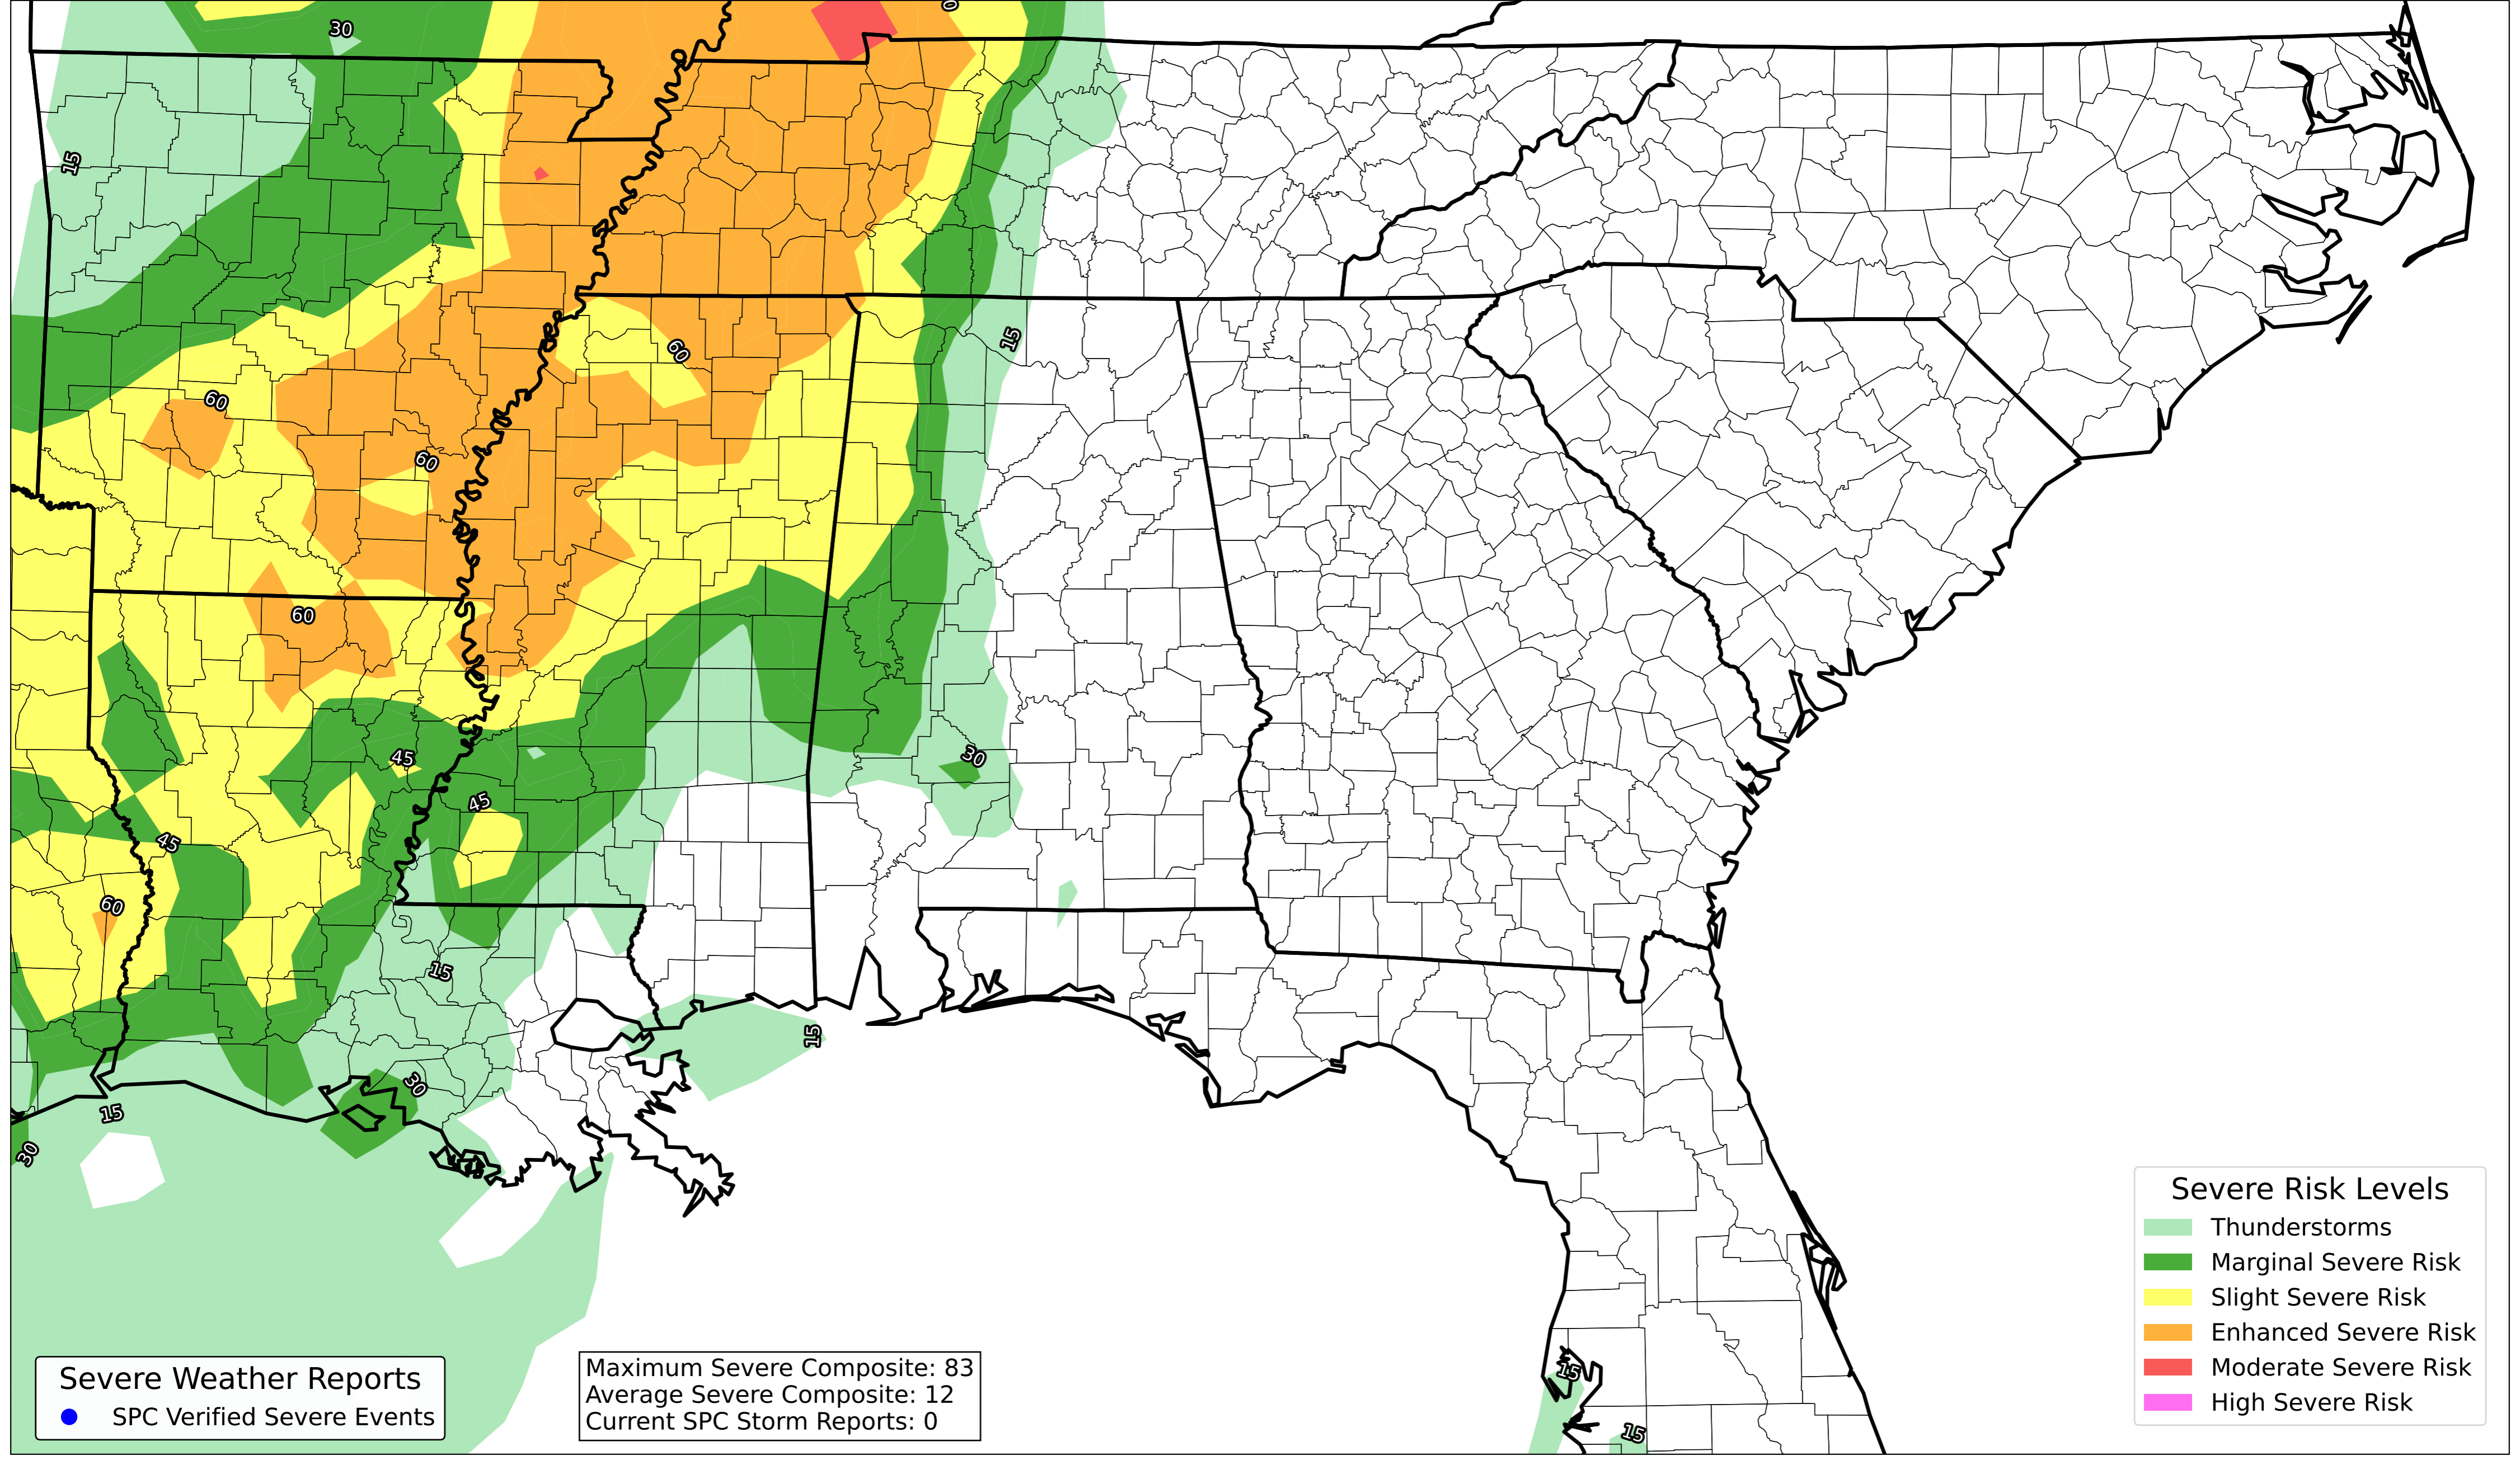 30
0
15
15
60
60
60
60
45
30
45
45
60
15
15
30
15
30
15
15
Severe Risk Levels
Thunderstorms
Marginal Severe Risk
Slight Severe Risk
Enhanced Severe Risk
Moderate Severe Risk
High Severe Risk
Severe Weather Reports
SPC Verified Severe Events
Maximum Severe Composite: 83
Average Severe Composite: 12
Current SPC Storm Reports: 0